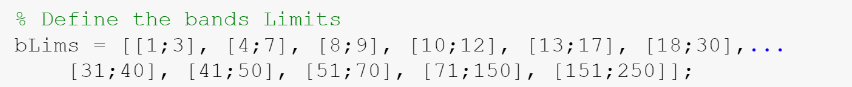 % Define the bands Limits
bLims = [[1;3], [4;7], [8;9], [10;12], [13;17], [18;30],...
[31;40], [41;50], [51;70], [71;150], [151;250]];